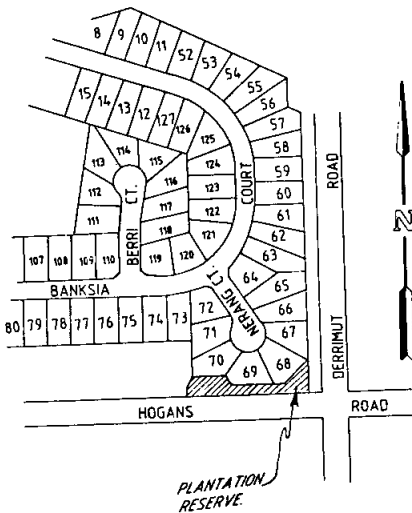 8 9 10 11 52 53 54 55
56
57
15 14 13 12 127 126 125
58
113 114 115 124
59
112 116 123
60
111 117 122
61
118 121
62
107 108 109 110 119 120
63
BERRI CT.
COURT
ROAD
DERRIMUT
N
BANKSIA
NERANG CT.
64
65
66
80 79 78 77 76 75 74 73 72
71
67
70 69 68
HOGANS ROAD
PLANTATION
RESERVE.